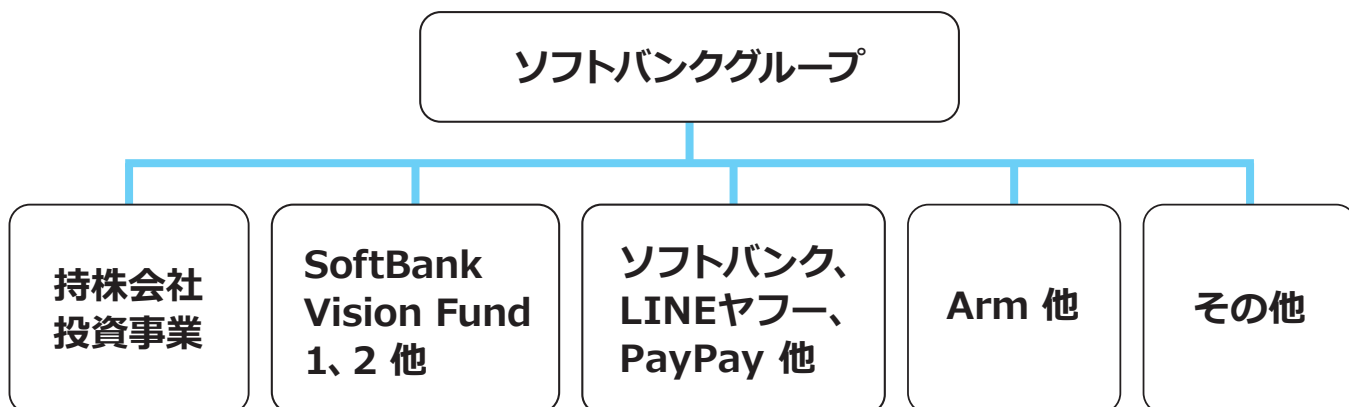 ソフトバンクグループ
持株会社
投資事業
SoftBank
Vision Fund
1、2 他
ソフトバンク、
LINEヤフー、
PayPay 他
Arm 他
その他